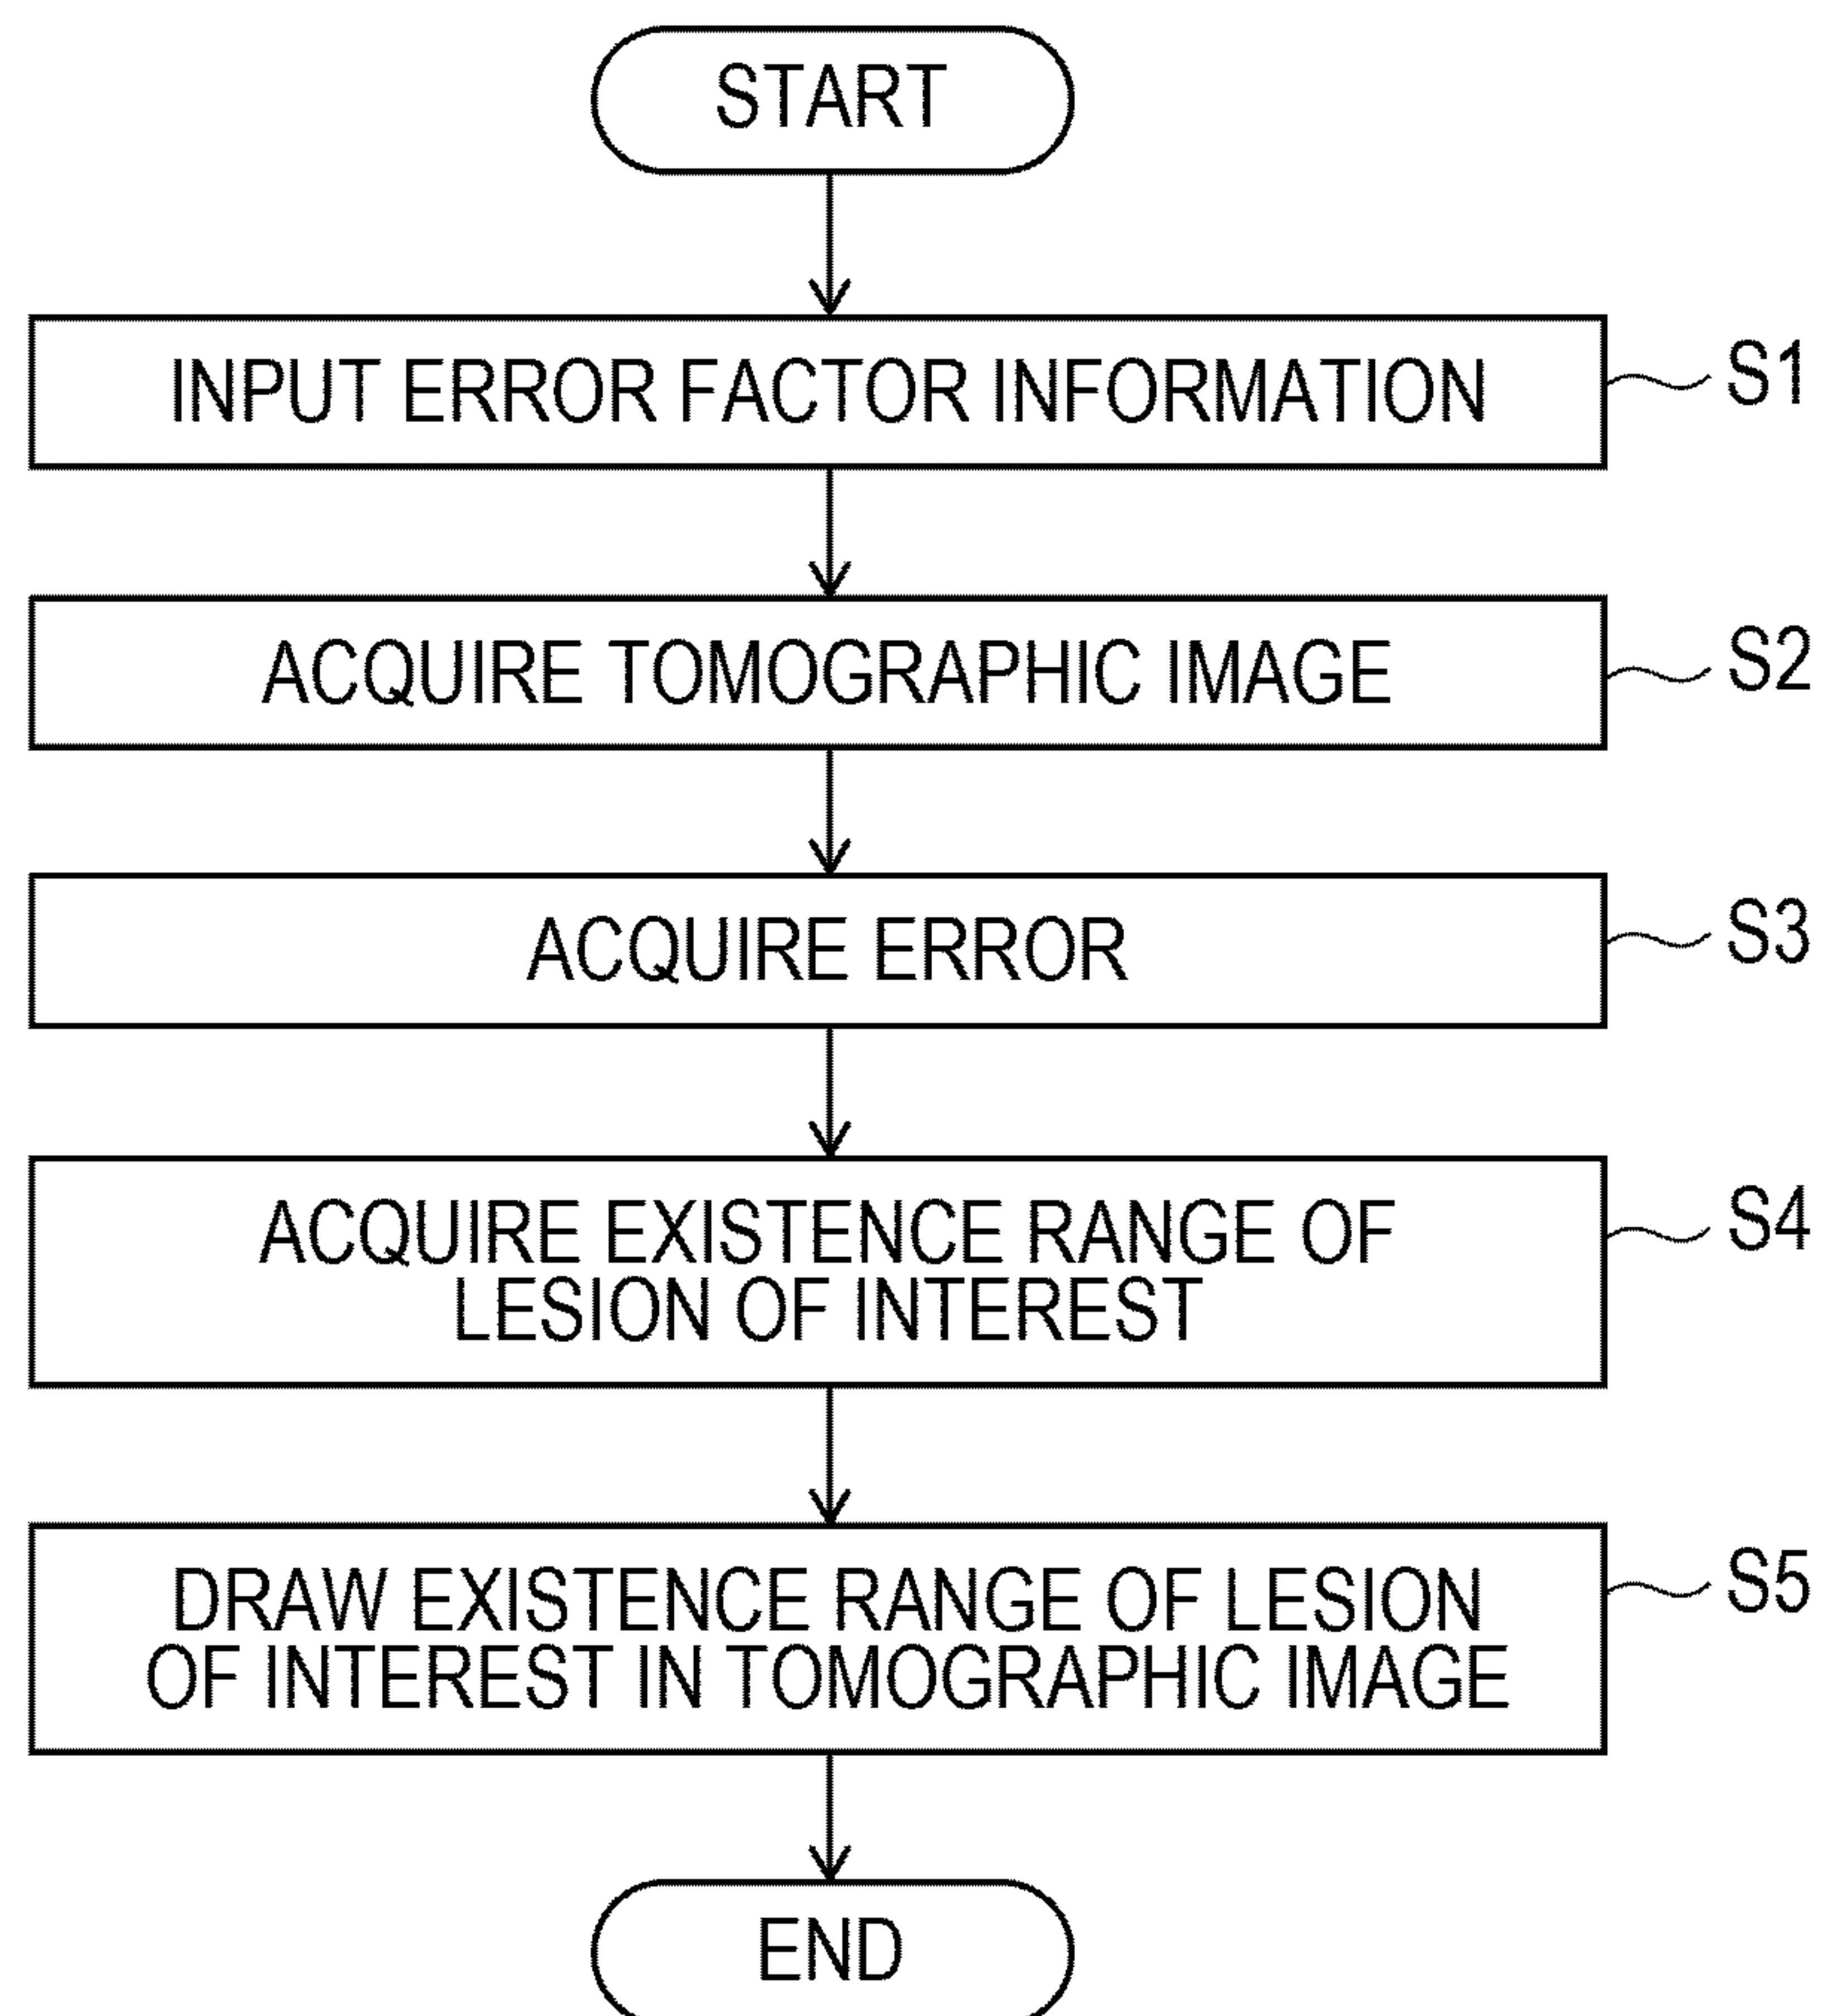 START
INPUT ERROR FACTOR INFORMATION
S1
ACQUIRE TOMOGRAPHIC IMAGE
S2
ACQUIRE ERROR
S3
ACQUIRE EXISTENCE RANGE OF
LESION OF INTEREST
S4
DRAW EXISTENCE RANGE OF LESION
OF INTEREST IN TOMOGRAPHIC IMAGE
S5
END